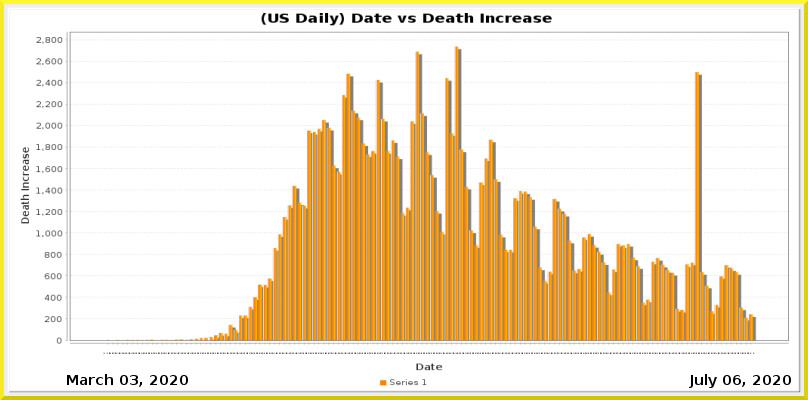 (US Daily) Date vs Death Increase
2,800
2,600
2,400
2,200
2,000
1,800
1,600
1,400
1,200
1,000
800
600
400
200
0
Death Increase
Date
March 03, 2020
Series 1
July 06, 2020